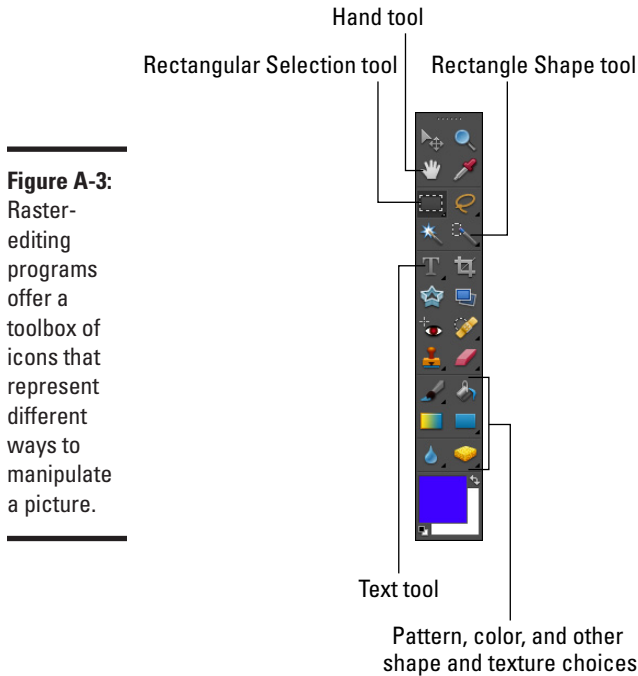 Hand tool
Rectangular Selection tool
Rectangle Shape tool
Figure A-3:
Raster-
editing
programs
offer a
toolbox of
icons that
represent
different
ways to
manipulate
a picture.
Text tool
Pattern, color, and other
shape and texture choices